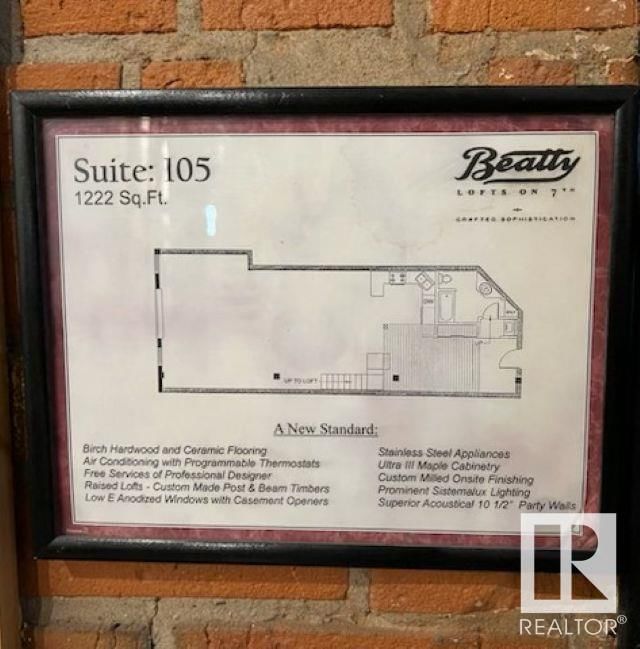 Suite: 105
1222 Sq.Ft.
Beatty
LOFTS ON 7TH
CRAFTED SOPHISTICATION
DW
UP TO LOFT
A New Standard:
Birch Hardwood and Ceramic Flooring
Air Conditioning with Programmable Thermostats
Free Services of Professional Designer
Raised Lofts - Custom Made Post & Beam Timbers
Low E Anodized Windows with Casement Openers
Stainless Steel Appliances
Ultra III Maple Cabinetry
Custom Milled Onsite Finishing
Prominent Sistemalux Lighting
Superior Acoustical 10 1/2" Party Walls
R
REALTOR®